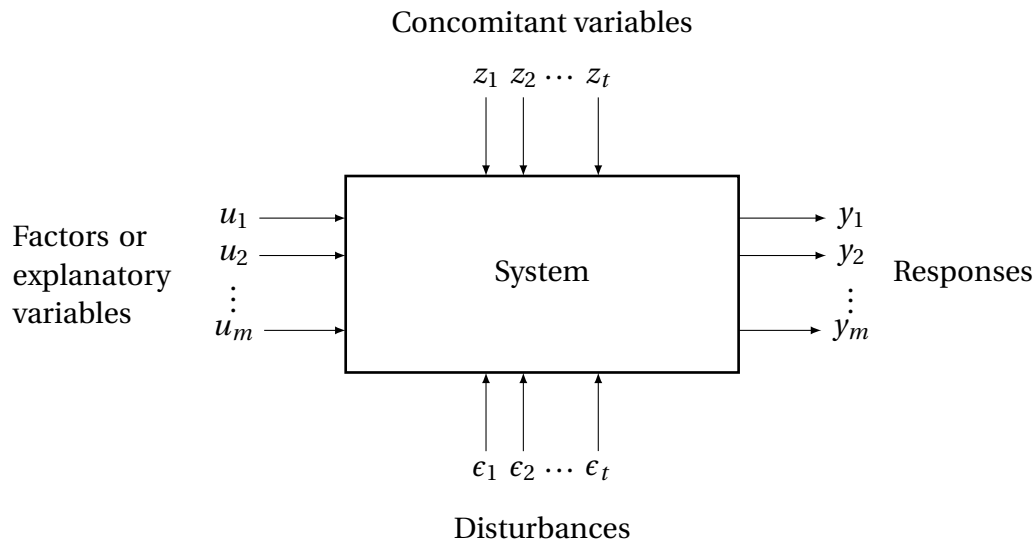 Concomitant variables
z₁ z₂ ⋯ z_t
Factors or
explanatory
variables
u₁
u₂
⋮
u_m
System
y₁
y₂
⋮
y_m
Responses
ϵ₁ ϵ₂ ⋯ ϵ_t
Disturbances